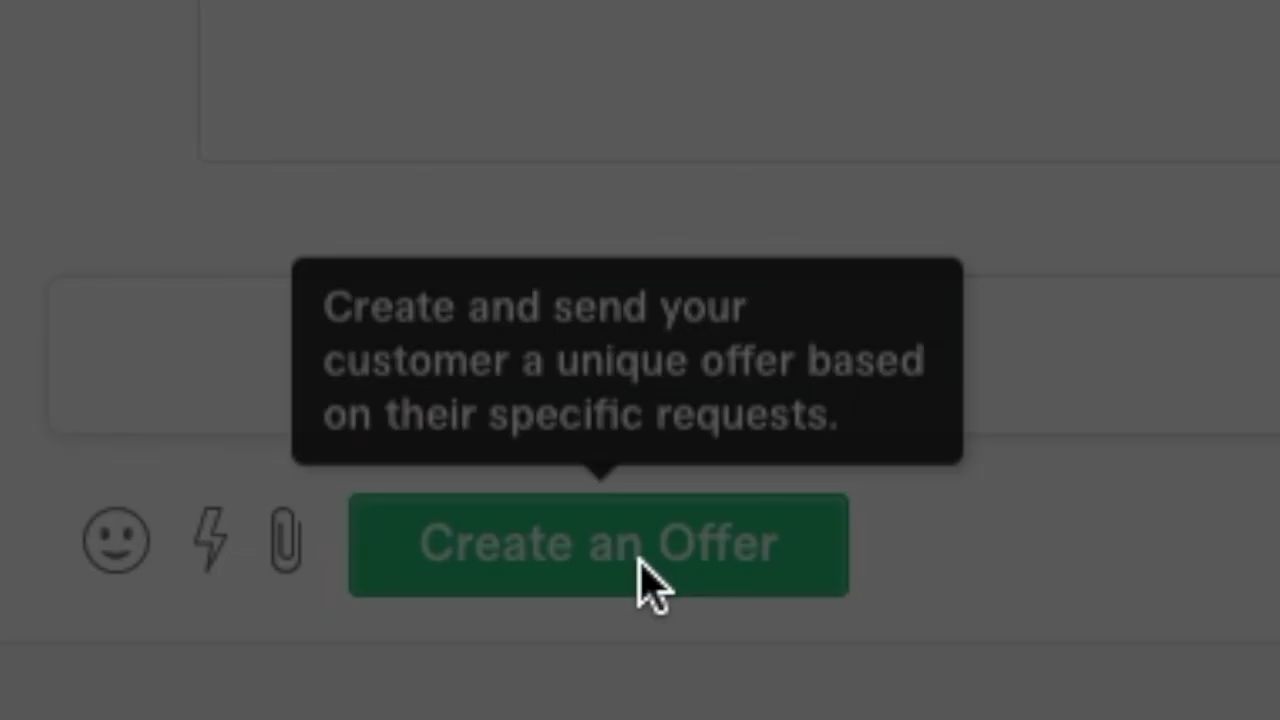 Create and send your
customer a unique offer based
on their specific requests.
Create an Offer